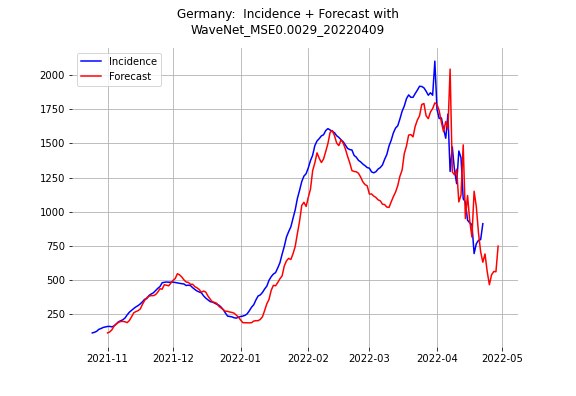 Germany:  Incidence + Forecast with
WaveNet_MSE0.0029_20220409
Incidence
Forecast
2000
1750
1500
1250
1000
750
500
250
2021-11 2021-12 2022-01 2022-02 2022-03 2022-04 2022-05